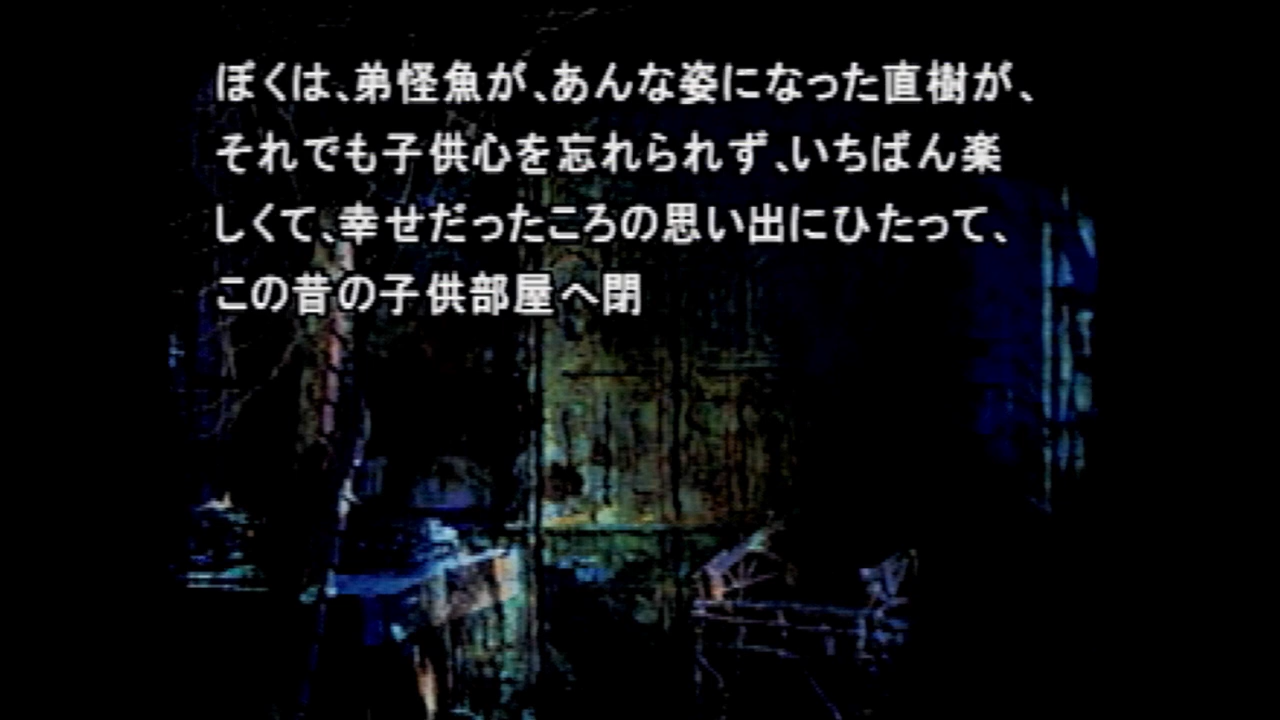 ぼくは、弟怪魚が、あんな姿になった直樹が、
それでも子供心を忘れられず、いちばん楽
しくて、幸せだったころの思い出にひたって、
この昔の子供部屋へ閉